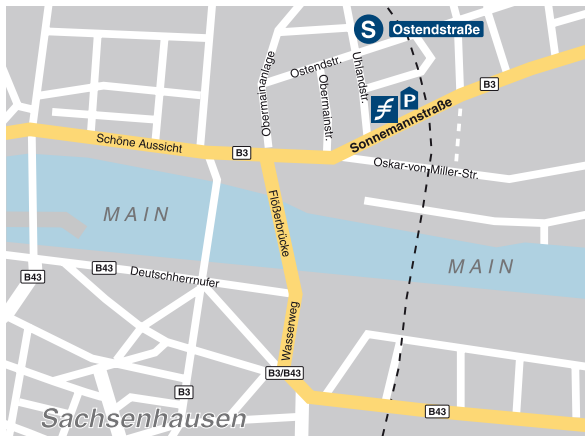 S
Ostendstraße
Ostendstr.
Uhlandstr.
Obermainanlage
Obermainstr.
P
B3
Sonnemannstraße
Schöne Aussicht
B3
Oskar-von-Miller-Str.
MAIN
Flößerbrücke
MAIN
B43
B43
Deutschherrnufer
Wasserweg
B3/B43
B3
B43
Sachsenhausen